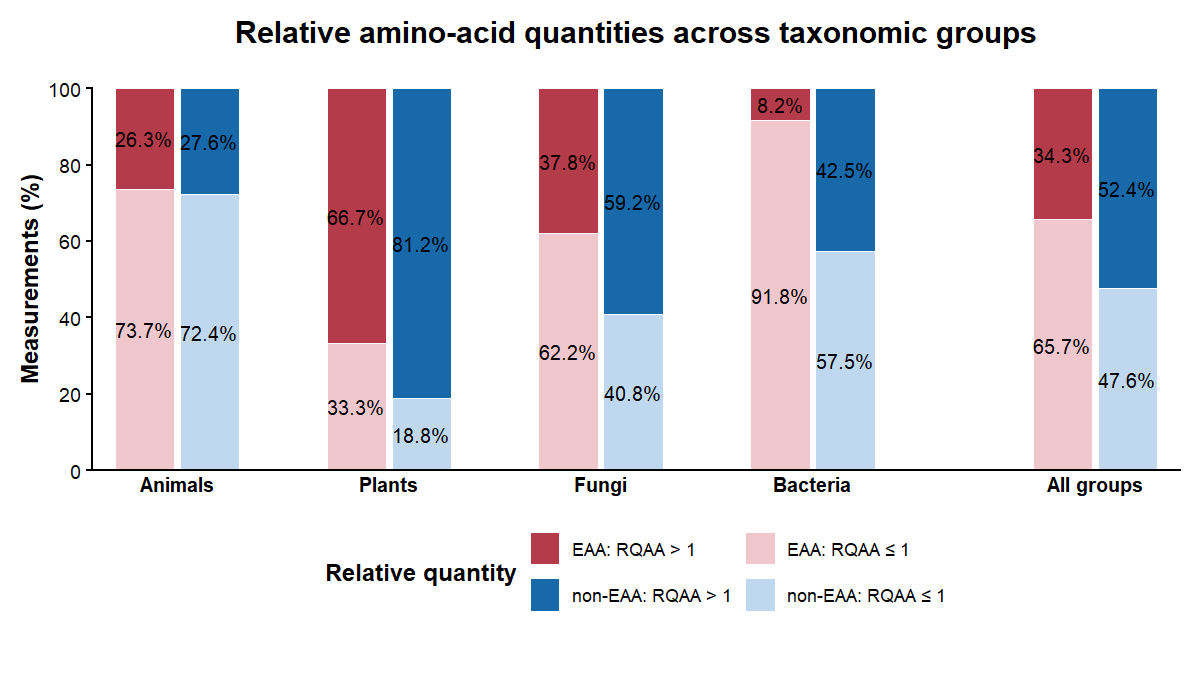 Relative amino-acid quantities across taxonomic groups
Measurements (%)
100
80
60
40
20
0
26.3%
73.7%
27.6%
72.4%
66.7%
33.3%
81.2%
18.8%
37.8%
62.2%
59.2%
40.8%
8.2%
91.8%
42.5%
57.5%
34.3%
65.7%
52.4%
47.6%
Animals
Plants
Fungi
Bacteria
All groups
Relative quantity
EAA: RQAA > 1
EAA: RQAA ≤ 1
non-EAA: RQAA > 1
non-EAA: RQAA ≤ 1